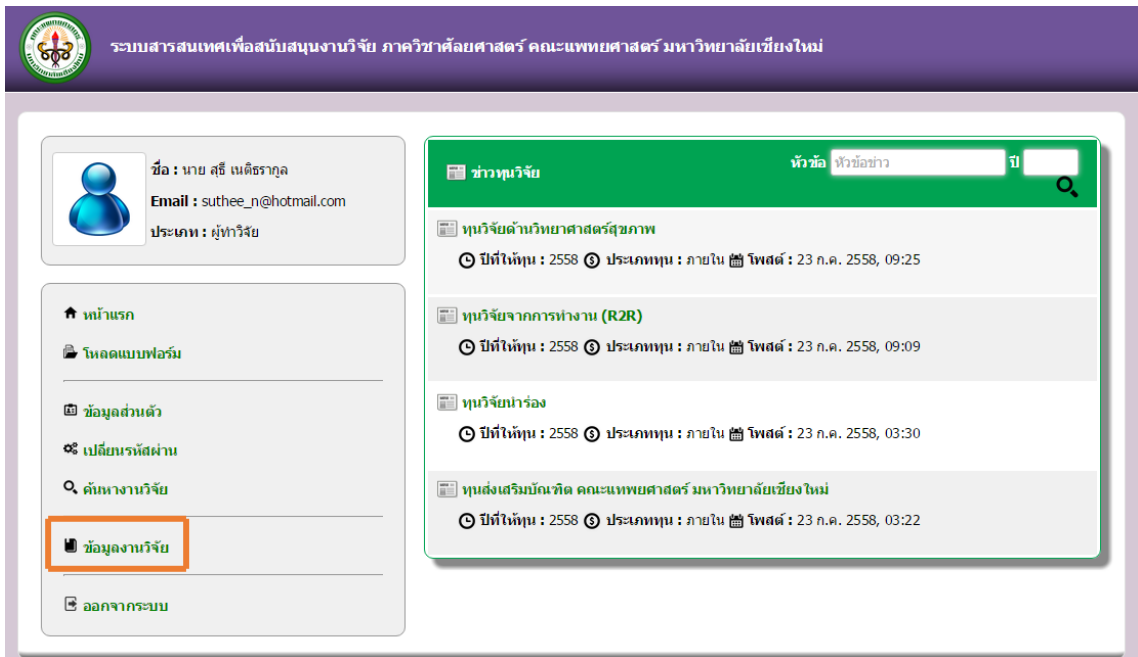 ระบบสารสนเทศเพื่อสนับสนุนงานวิจัย ภาควิชาศัลยศาสตร์ คณะแพทยศาสตร์ มหาวิทยาลัยเชียงใหม่
ชื่อ : นาย สุธี เนติธรากุล
Email : suthee_n@hotmail.com
ประเภท : ผู้ทำวิจัย
หน้าแรก
โหลดแบบฟอร์ม
ข้อมูลส่วนตัว
เปลี่ยนรหัสผ่าน
ค้นหางานวิจัย
ข้อมูลงานวิจัย
ออกจากระบบ
ข่าวทุนวิจัย หัวข้อ หัวข้อข่าว ปี
ทุนวิจัยด้านวิทยาศาสตร์สุขภาพ
ปีที่ให้ทุน : 2558 ประเภททุน : ภายใน โพสต์ : 23 ก.ค. 2558, 09:25
ทุนวิจัยจากการทำงาน (R2R)
ปีที่ให้ทุน : 2558 ประเภททุน : ภายใน โพสต์ : 23 ก.ค. 2558, 09:09
ทุนวิจัยนำร่อง
ปีที่ให้ทุน : 2558 ประเภททุน : ภายใน โพสต์ : 23 ก.ค. 2558, 03:30
ทุนส่งเสริมบัณฑิต คณะแทพยศาสตร์ มหาวิทยาลัยเชียงใหม่
ปีที่ให้ทุน : 2558 ประเภททุน : ภายใน โพสต์ : 23 ก.ค. 2558, 03:22